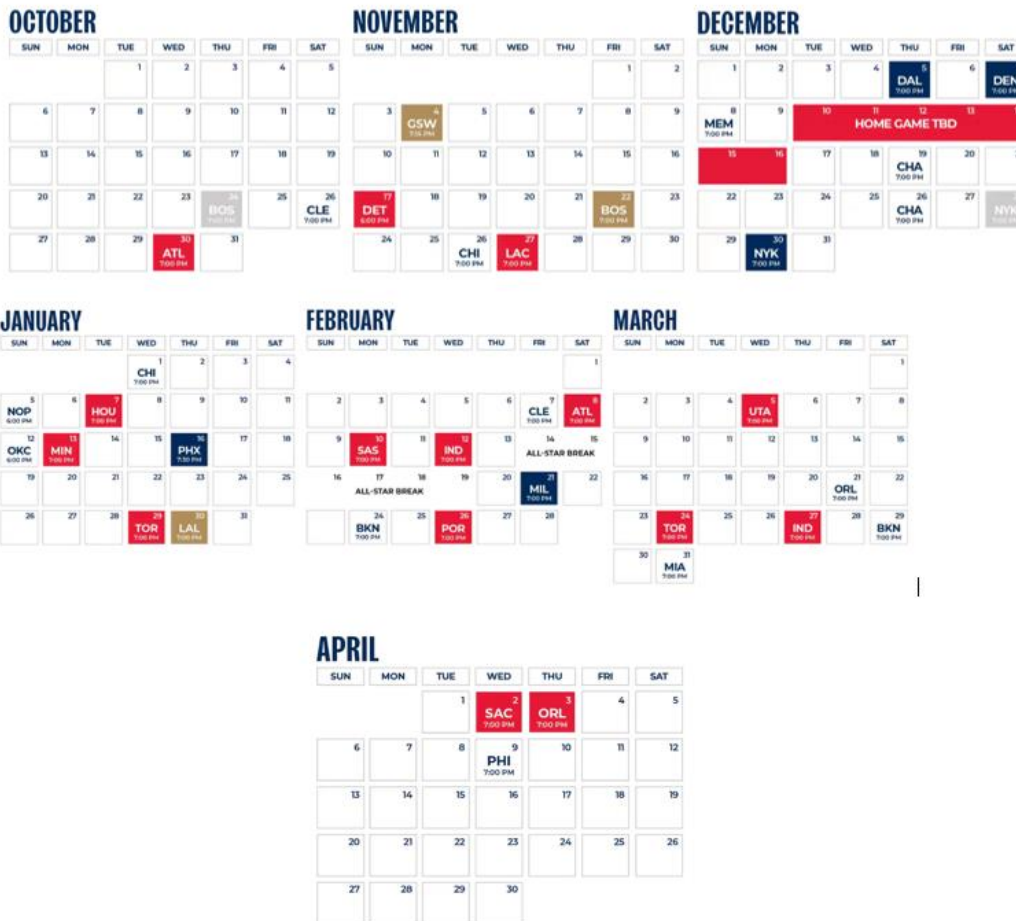 OCTOBER NOVEMBER DECEMBER
SUN MON TUE WED THU FRI SAT SUN MON TUE WED THU FRI SAT SUN MON TUE WED THU FRI SAT
1 2 3 4 5 1 2 1 2 3 4 5 6
DAL DEN
7:00 PM 7:00 PM
6 7 8 9 10 11 12 3 4 5 6 7 8 9 8 9 10 11 12 13
GSW MEM HOME GAME TBD
7:15 PM 7:00 PM
13 14 15 16 17 18 19 10 11 12 13 14 15 16 15 16 17 18 19 20
CHA
7:00 PM
20 21 22 23 24 25 26 17 18 19 20 21 22 23 22 23 24 25 26 27
BOS CLE DET BOS CHA NYK
7:00 PM 7:00 PM 6:00 PM 7:00 PM 7:00 PM
27 28 29 30 31 24 25 26 27 28 29 30 29 30 31
ATL CHI LAC NYK
7:00 PM 7:00 PM 7:00 PM 7:00 PM
JANUARY FEBRUARY MARCH
SUN MON TUE WED THU FRI SAT SUN MON TUE WED THU FRI SAT SUN MON TUE WED THU FRI SAT
1 2 3 4 1 1
CHI
7:00 PM
5 6 7 8 9 10 11 2 3 4 5 6 7 8 2 3 4 5 6 7 8
NOP HOU CLE ATL UTA
6:00 PM 7:00 PM 7:00 PM 7:00 PM 7:00 PM
12 13 14 15 16 17 18 9 10 11 12 13 14 15 9 10 11 12 13 14 15
OKC MIN PHX SAS IND ALL-STAR BREAK
6:00 PM 7:00 PM 7:30 PM 7:00 PM 7:00 PM
19 20 21 22 23 24 25 16 17 18 19 20 21 22 16 17 18 19 20 21 22
ALL-STAR BREAK MIL ORL
7:00 PM 7:00 PM
26 27 28 29 30 31 24 25 26 27 28 23 24 25 26 27 28 29
TOR LAL BKN POR TOR IND BKN
7:00 PM 7:00 PM 7:00 PM 7:00 PM 7:00 PM 7:00 PM 7:00 PM
30 31
MIA
7:00 PM
APRIL
SUN MON TUE WED THU FRI SAT
1 2 3 4 5
SAC ORL
7:00 PM 7:00 PM
6 7 8 9 10 11 12
PHI
7:00 PM
13 14 15 16 17 18 19
20 21 22 23 24 25 26
27 28 29 30